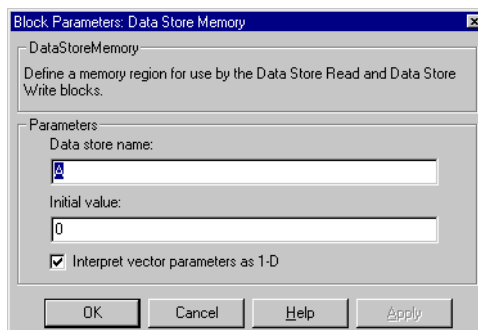 Block Parameters: Data Store Memory
DataStoreMemory
Define a memory region for use by the Data Store Read and Data Store
Write blocks.
Parameters
Data store name:
A
Initial value:
0
Interpret vector parameters as 1-D
OK Cancel Help Apply